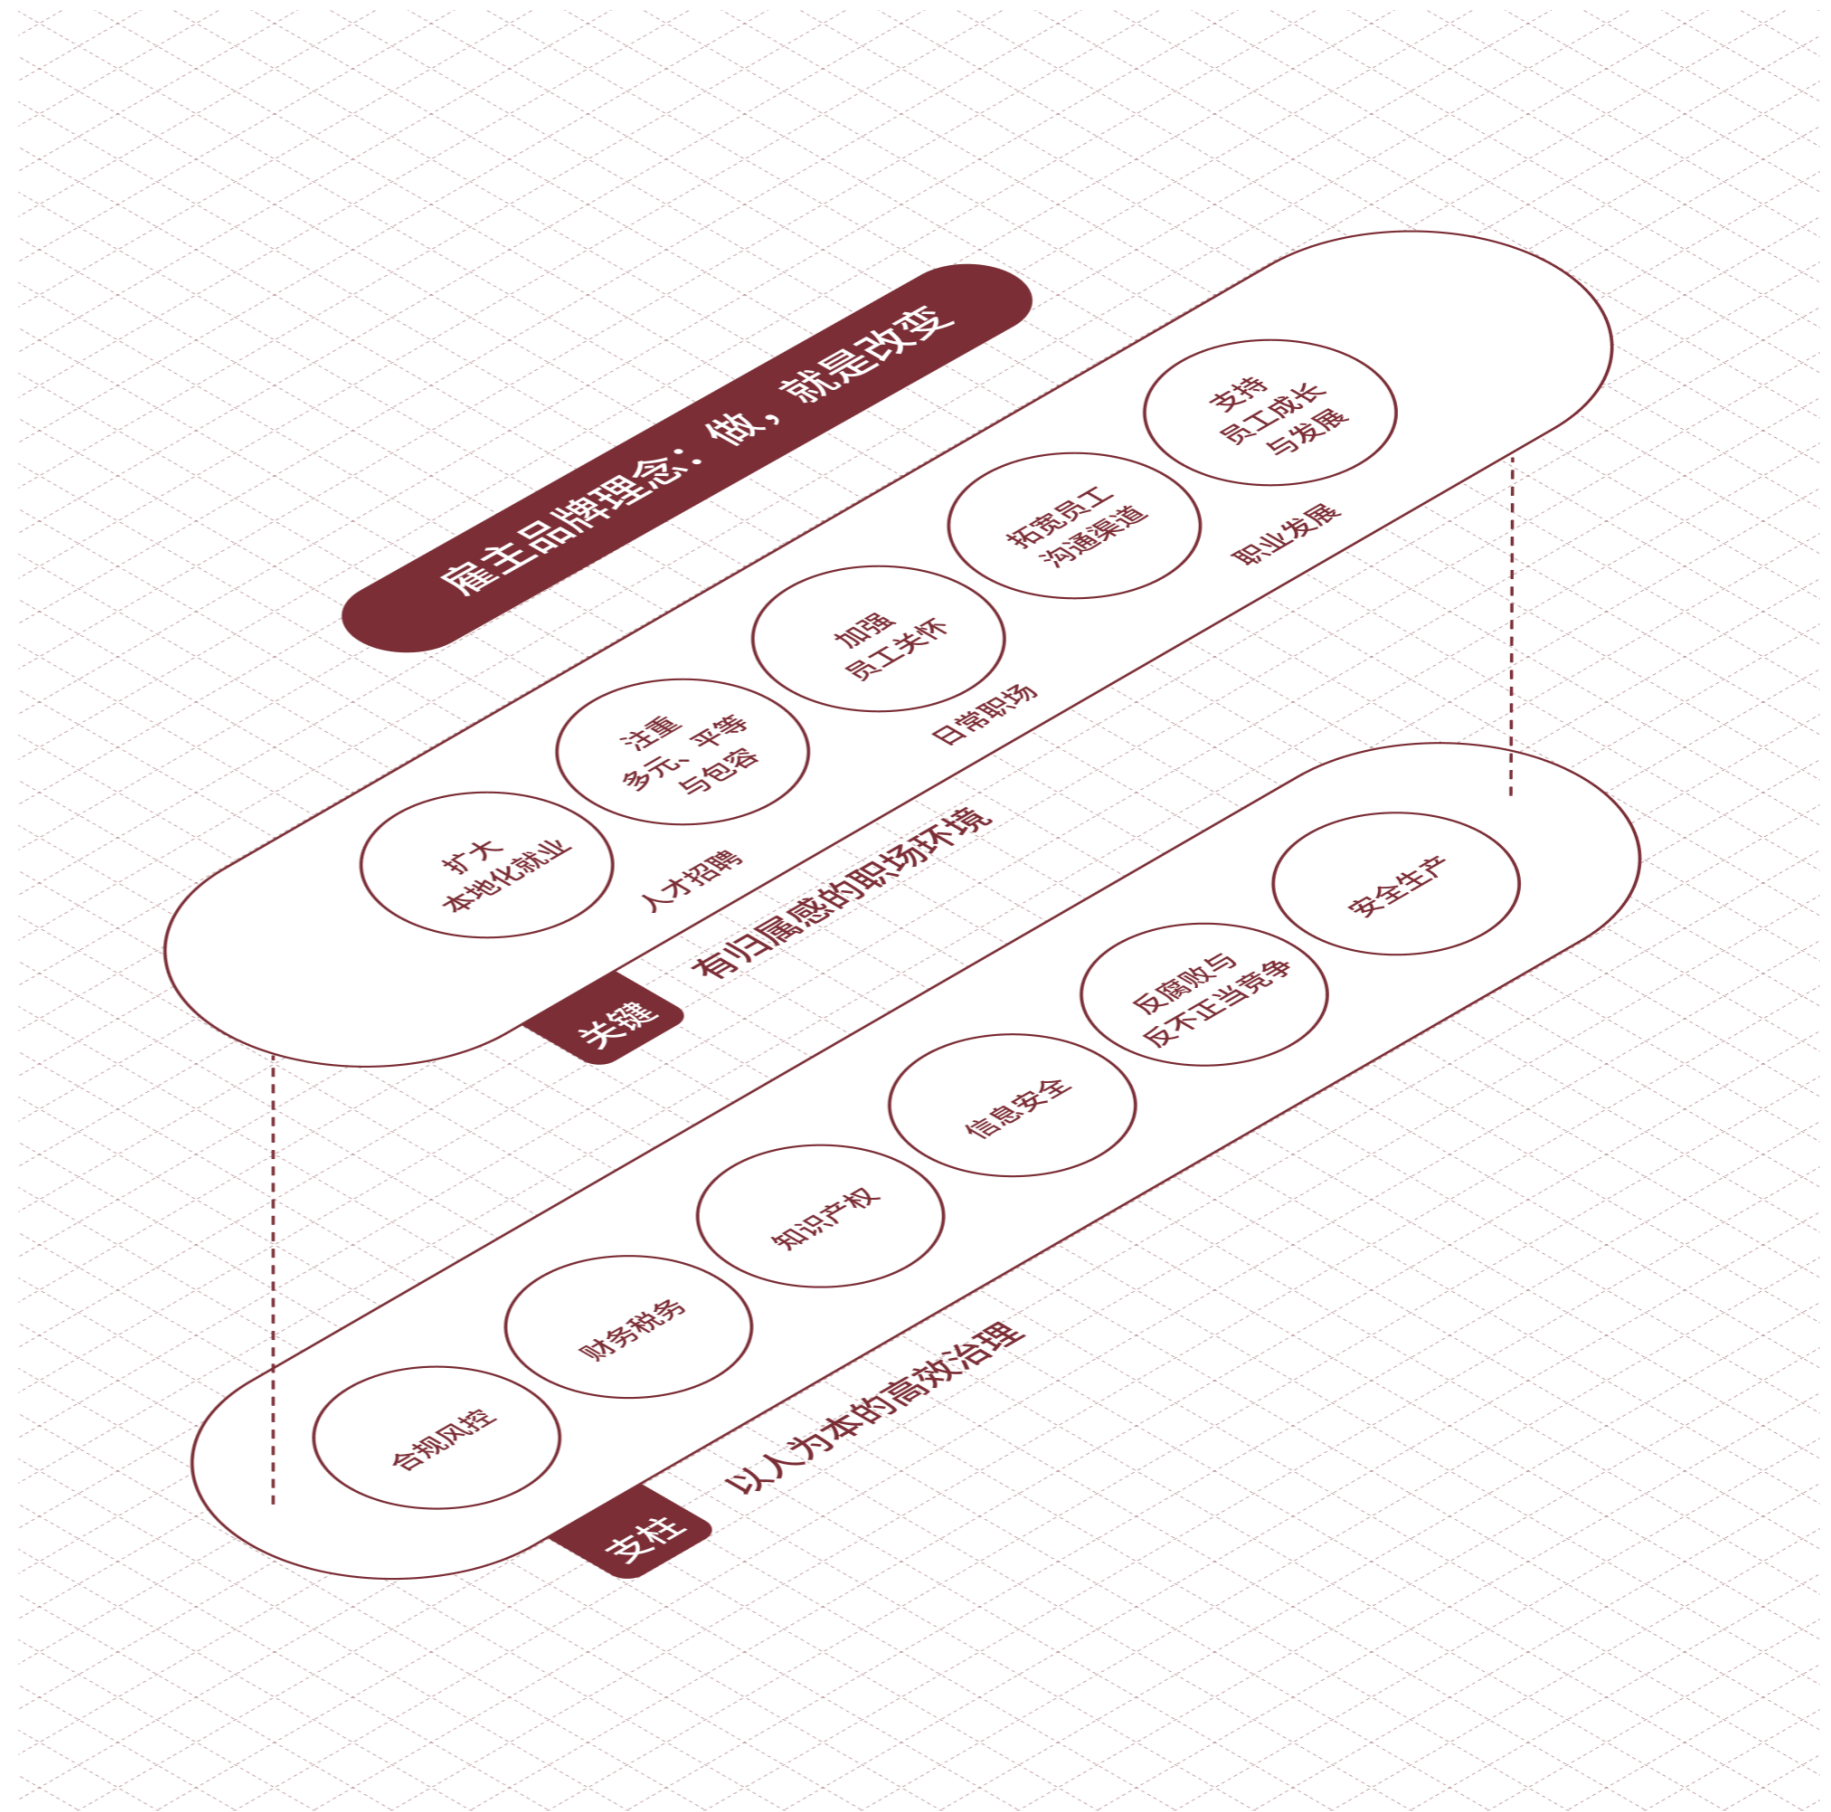 雇主品牌理念：做，就是改变
扩大
本地化就业
注重
多元、平等
与包容
加强
员工关怀
拓宽员工
沟通渠道
支持
员工成长
与发展
人才招聘
日常职场
职业发展
关键
有归属感的职场环境
合规风控
财务税务
知识产权
信息安全
反腐败与
反不正当竞争
安全生产
支柱
以人为本的高效治理